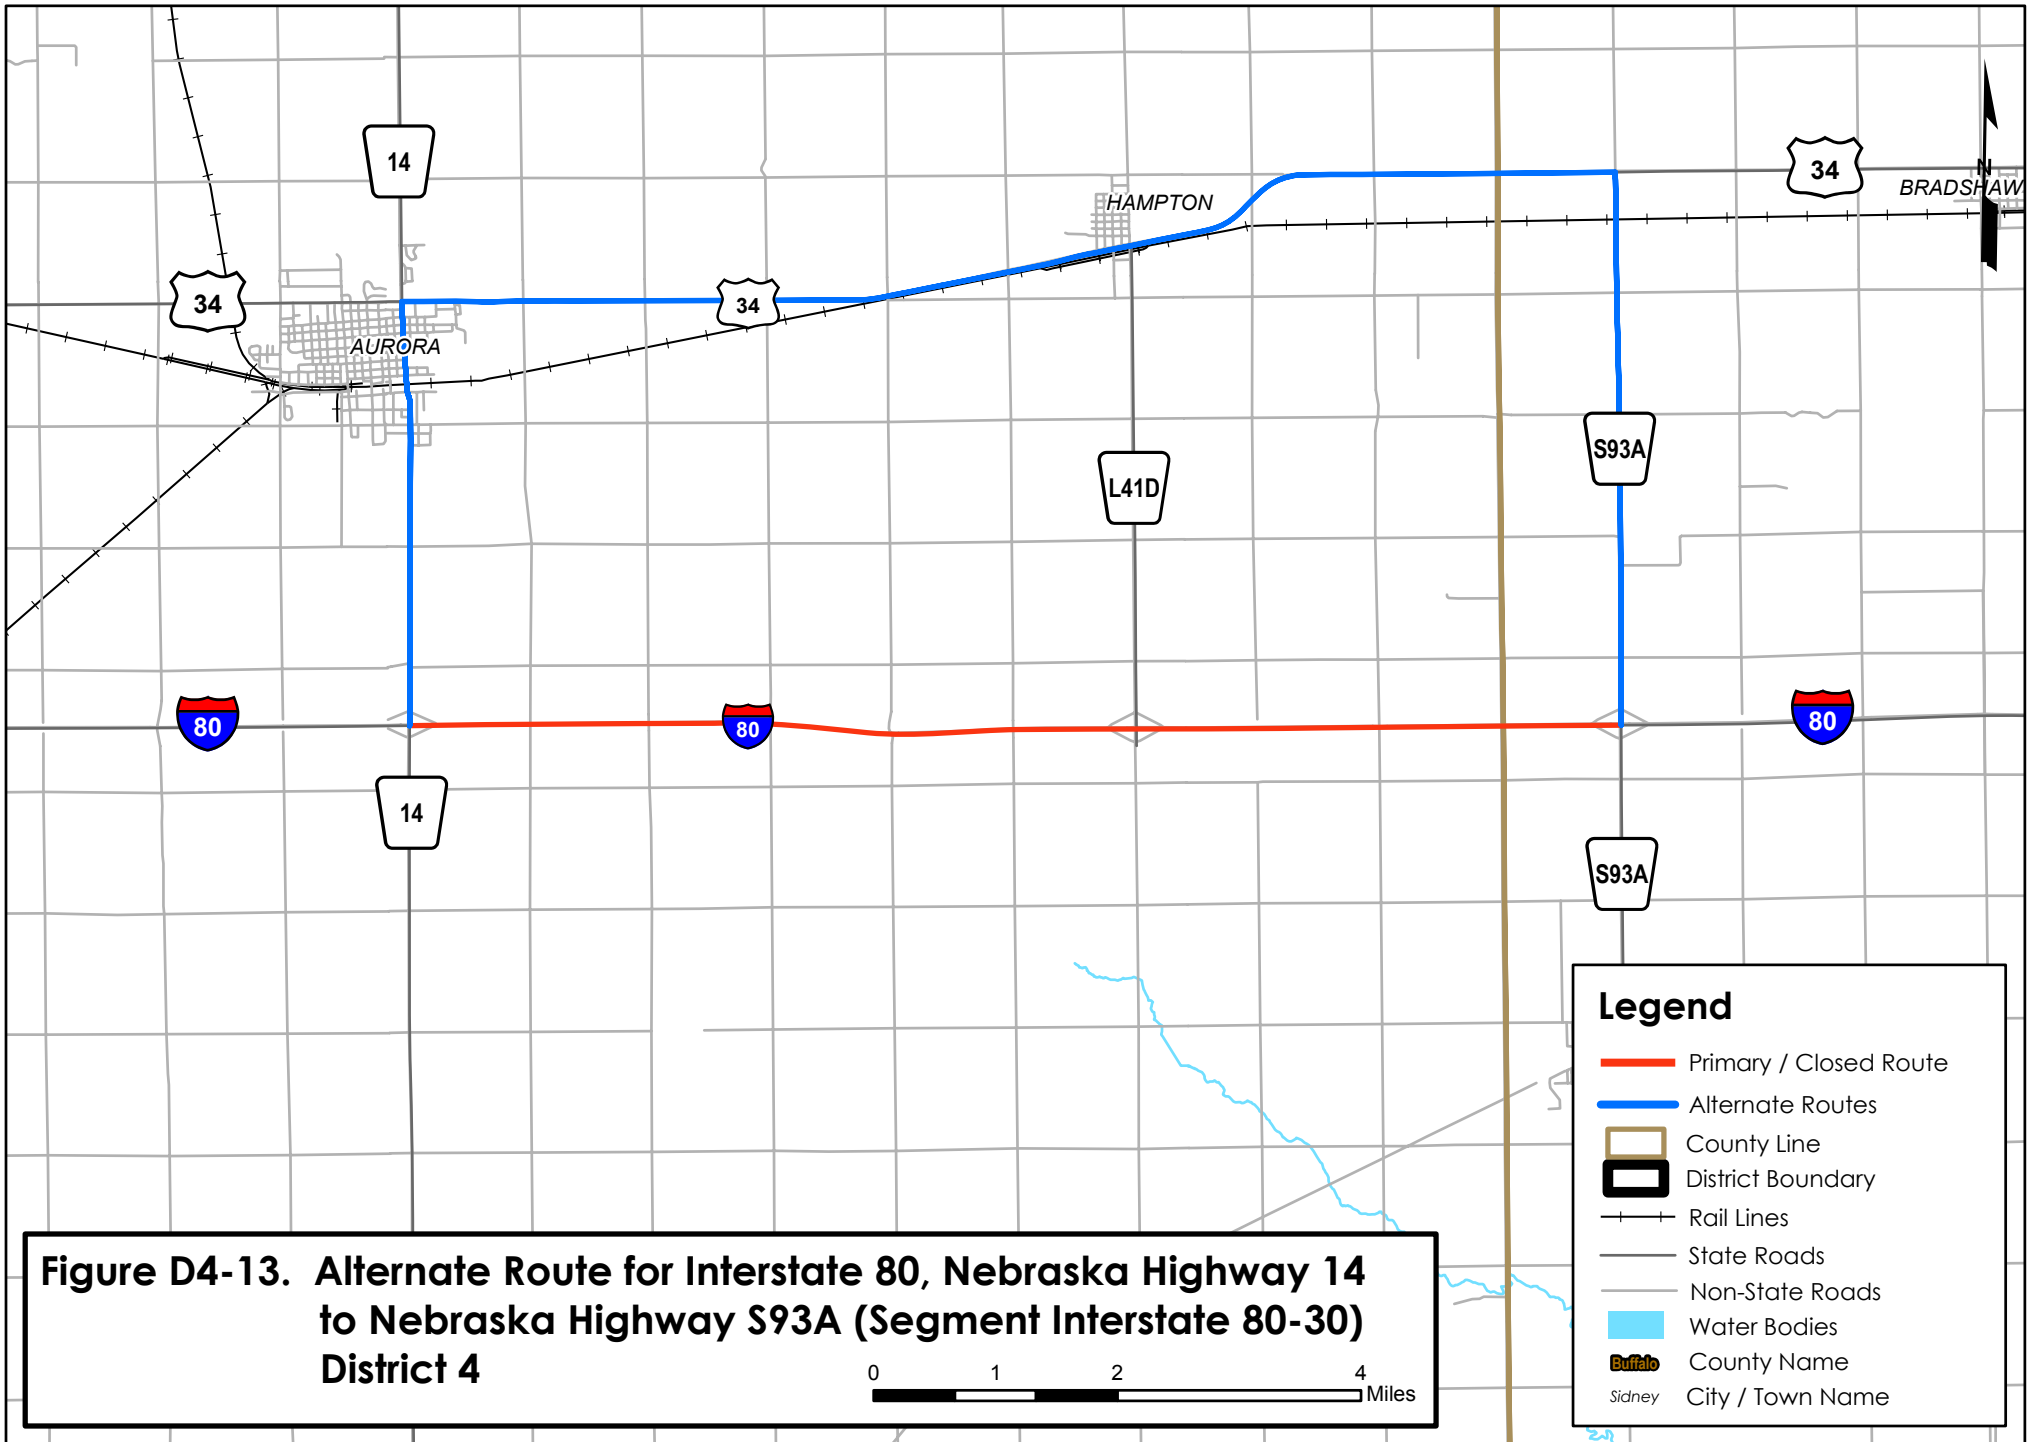 14
34
HAMPTON
N
BRADSHAW
34
34
AURORA
S93A
L41D
80
80
80
14
S93A
Legend
Primary / Closed Route
Alternate Routes
County Line
District Boundary
Rail Lines
State Roads
Non-State Roads
Water Bodies
Buffalo County Name
Sidney City / Town Name
Figure D4-13. Alternate Route for Interstate 80, Nebraska Highway 14
to Nebraska Highway S93A (Segment Interstate 80-30)
District 4
0 1 2 4
Miles